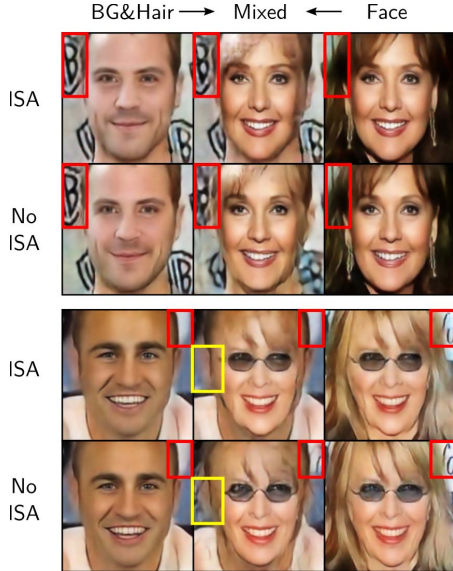 BG&Hair → Mixed ← Face
ISA
No
ISA
ISA
No
ISA